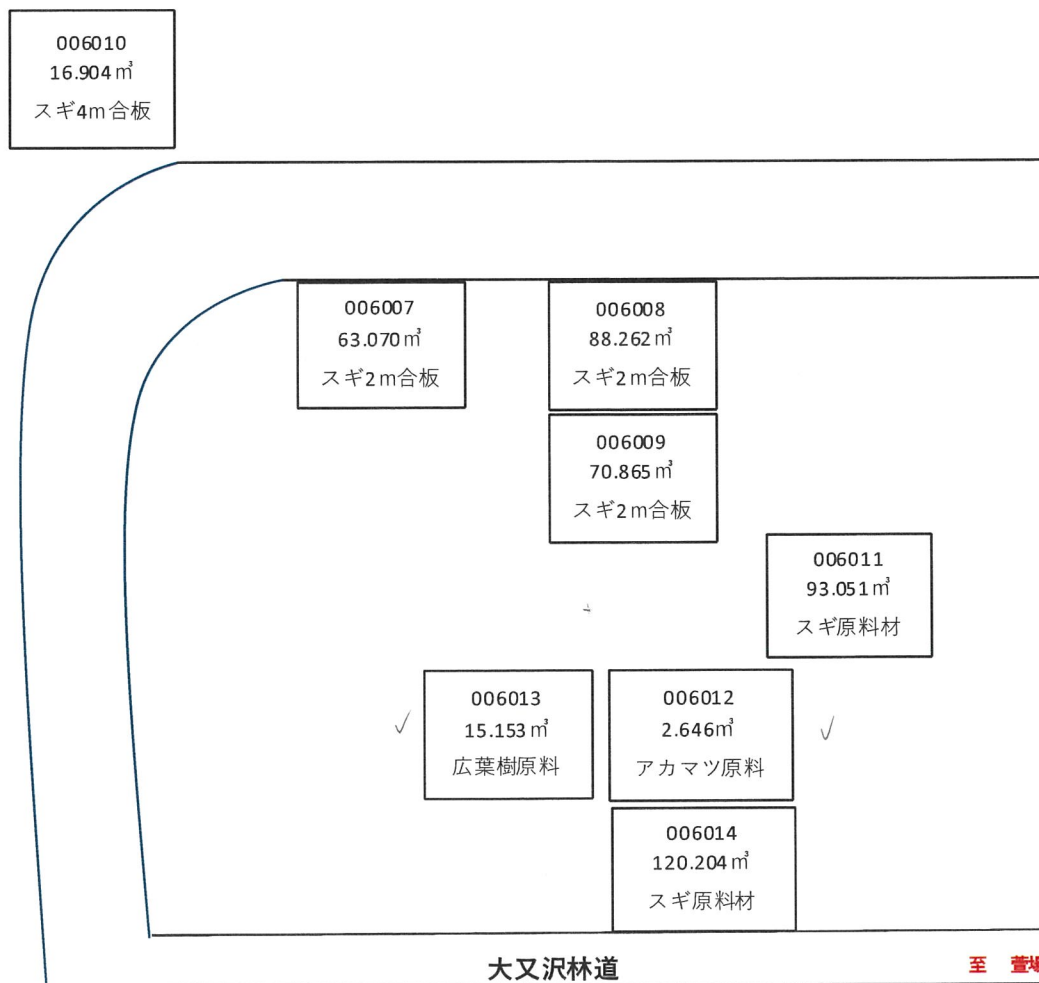 006010
16.904㎥
スギ4m合板
006007
63.070㎥
スギ2m合板
006008
88.262㎥
スギ2m合板
006009
70.865㎥
スギ2m合板
006011
93.051㎥
スギ原料材
006013
15.153㎥
広葉樹原料
006012
2.646㎥
アカマツ原料
006014
120.204㎥
スギ原料材
大又沢林道
至 萱場